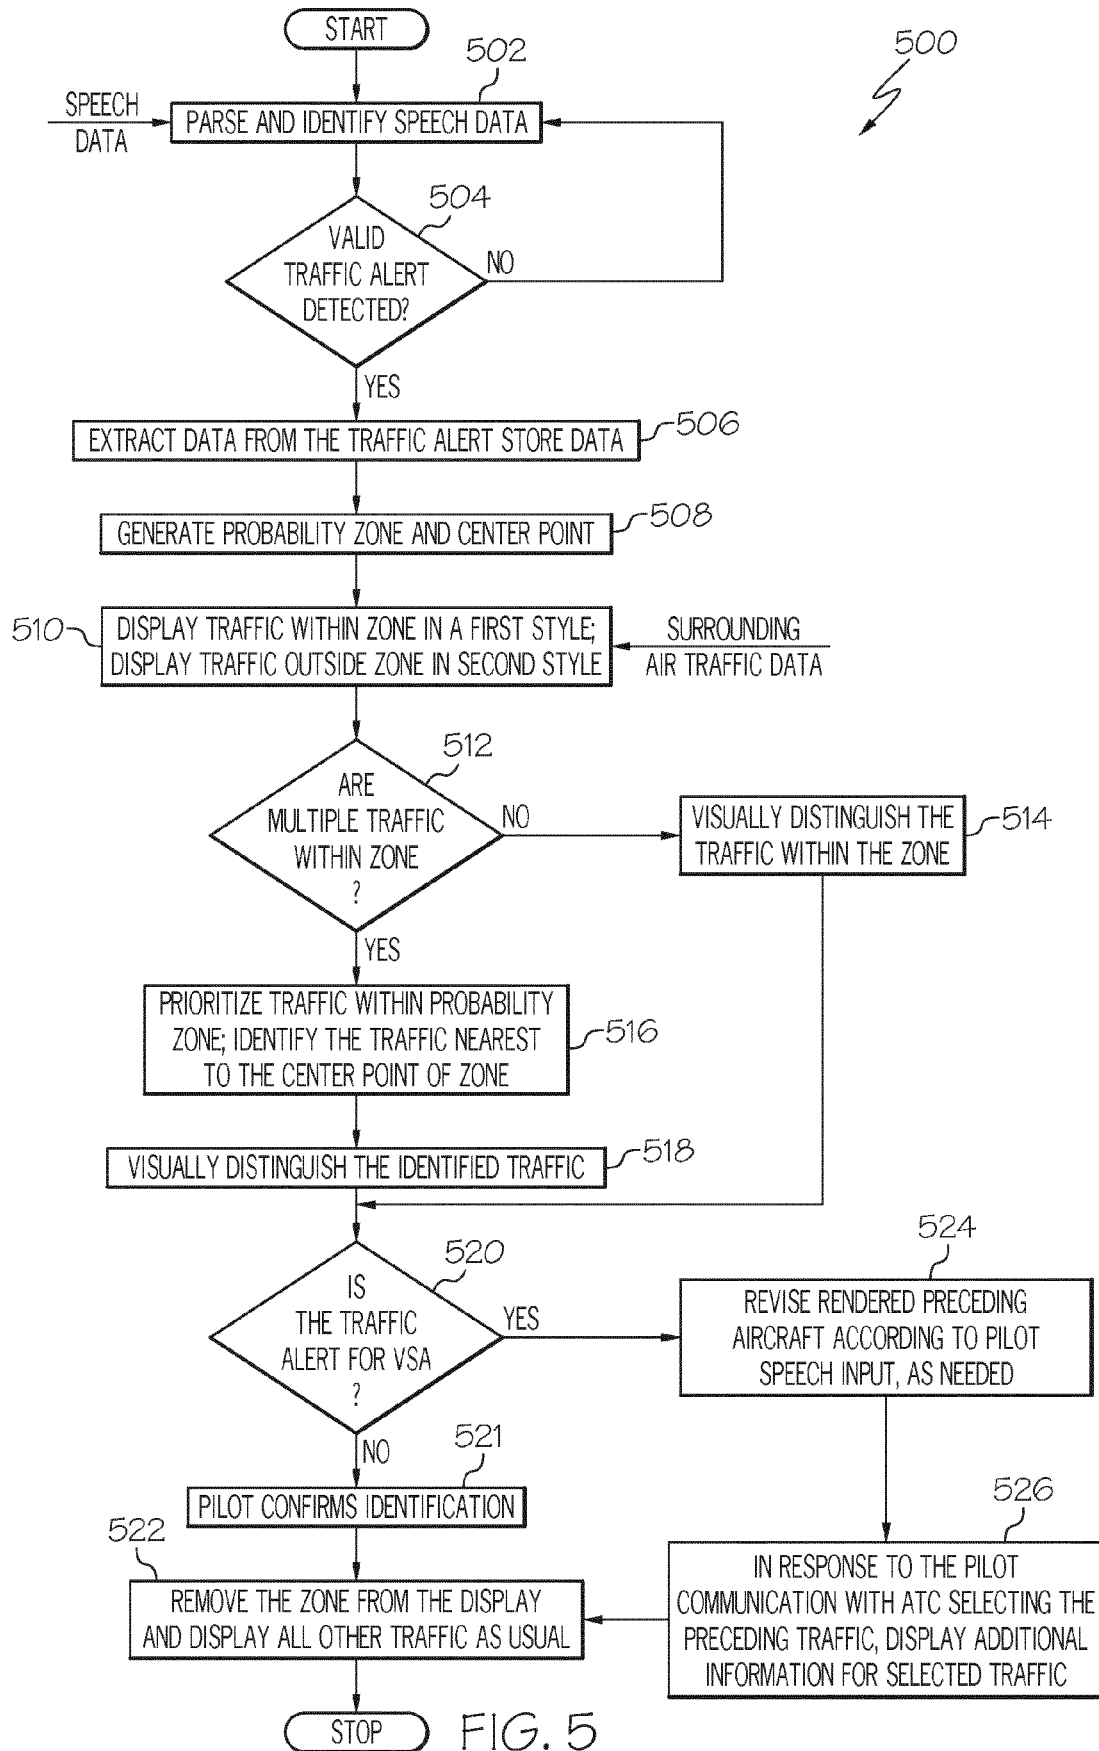 START
500
502
SPEECH
DATA
PARSE AND IDENTIFY SPEECH DATA
504
VALID
TRAFFIC ALERT
DETECTED?
NO
YES
EXTRACT DATA FROM THE TRAFFIC ALERT STORE DATA
506
GENERATE PROBABILITY ZONE AND CENTER POINT
508
510
DISPLAY TRAFFIC WITHIN ZONE IN A FIRST STYLE;
DISPLAY TRAFFIC OUTSIDE ZONE IN SECOND STYLE
SURROUNDING
AIR TRAFFIC DATA
512
ARE
MULTIPLE TRAFFIC
WITHIN ZONE
?
NO
VISUALLY DISTINGUISH THE
TRAFFIC WITHIN THE ZONE
514
YES
PRIORITIZE TRAFFIC WITHIN PROBABILITY
ZONE; IDENTIFY THE TRAFFIC NEAREST
TO THE CENTER POINT OF ZONE
516
VISUALLY DISTINGUISH THE IDENTIFIED TRAFFIC
518
520
IS
THE TRAFFIC
ALERT FOR VSA
?
YES
524
REVISE RENDERED PRECEDING
AIRCRAFT ACCORDING TO PILOT
SPEECH INPUT, AS NEEDED
NO
521
PILOT CONFIRMS IDENTIFICATION
526
IN RESPONSE TO THE PILOT
COMMUNICATION WITH ATC SELECTING THE
PRECEDING TRAFFIC, DISPLAY ADDITIONAL
INFORMATION FOR SELECTED TRAFFIC
522
REMOVE THE ZONE FROM THE DISPLAY
AND DISPLAY ALL OTHER TRAFFIC AS USUAL
STOP
FIG. 5